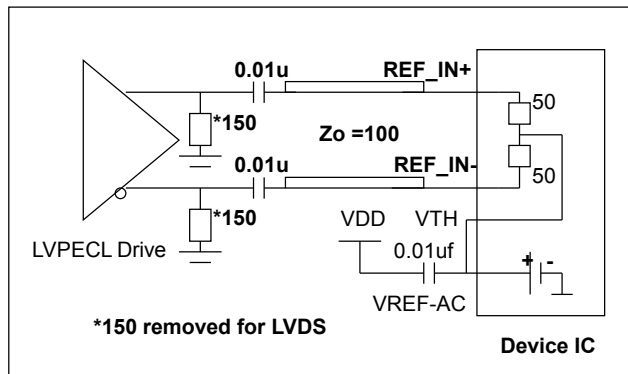 0.01u
REF_IN+
50
*150
Zo =100
0.01u
REF_IN-
50
*150
VDD
VTH
LVPECL Drive
0.01uf
+ -
VREF-AC
*150 removed for LVDS
Device IC